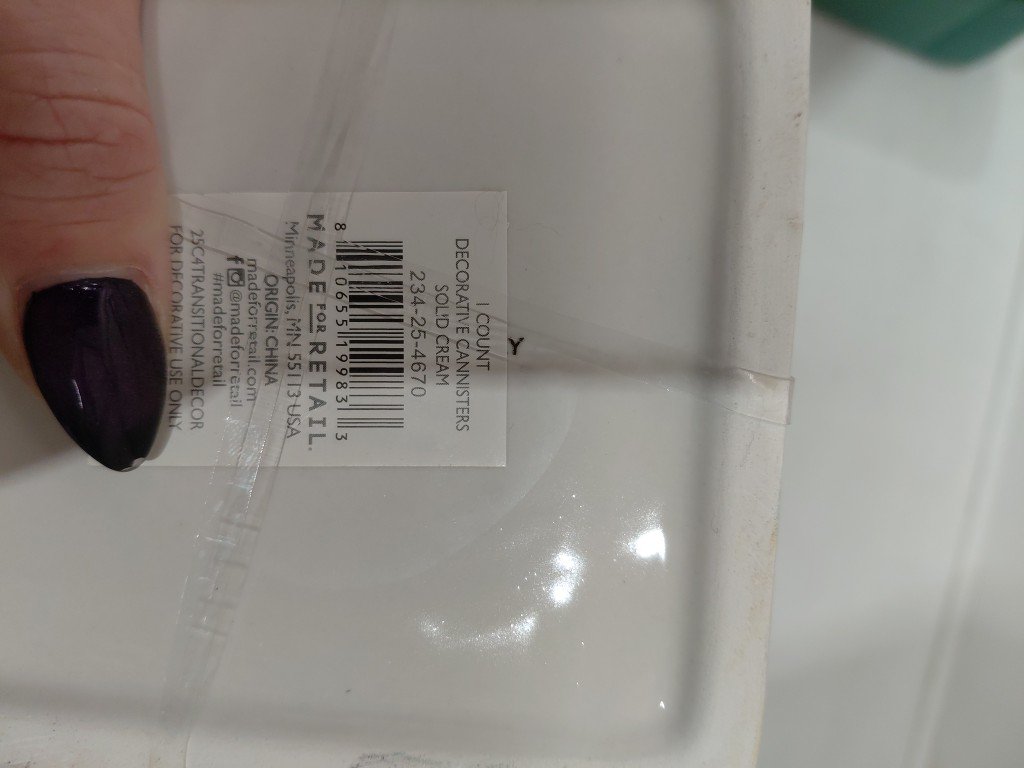 Y
1 COUNT
DECORATIVE CANNISTERS
SOLID CREAM
234-25-4670
8 10655 19983 3
MADE FOR RETAIL.
Minneapolis, MN 55113 USA
ORIGIN: CHINA
madeforretail.com
@madeforretail
#madeforretail
25C4TRANSITIONALDECOR
FOR DECORATIVE USE ONLY